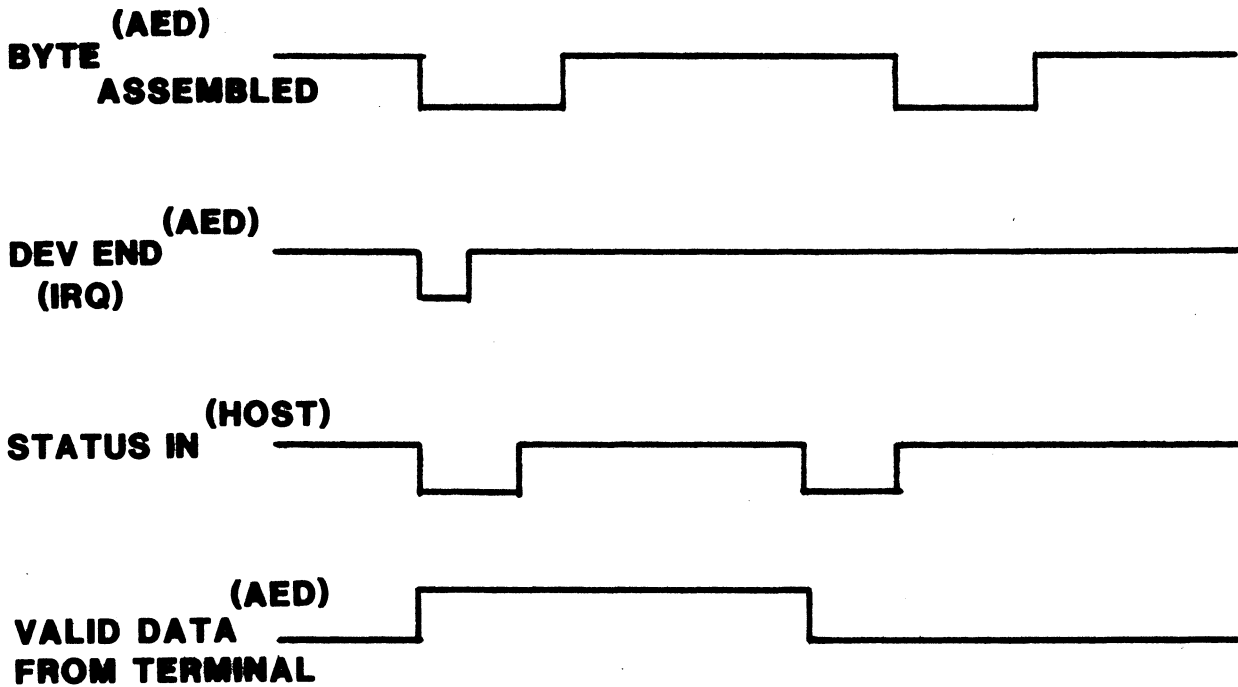 (AED)
BYTE
ASSEMBLED
(AED)
DEV END
(IRQ)
(HOST)
STATUS IN
(AED)
VALID DATA
FROM TERMINAL